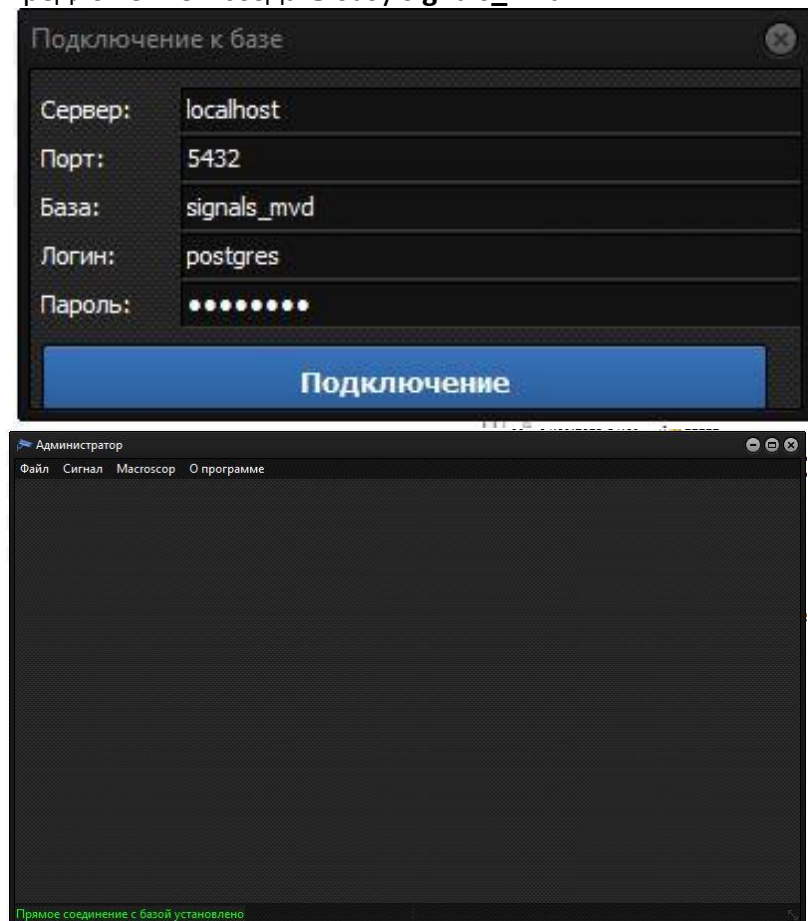 Подключение к базе
Сервер: localhost
Порт: 5432
База: signals_mvd
Логин: postgres
Пароль: ••••••••
Подключение
Администратор
Файл Сигнал Macroscop О программе
Прямое соединение с базой установлено